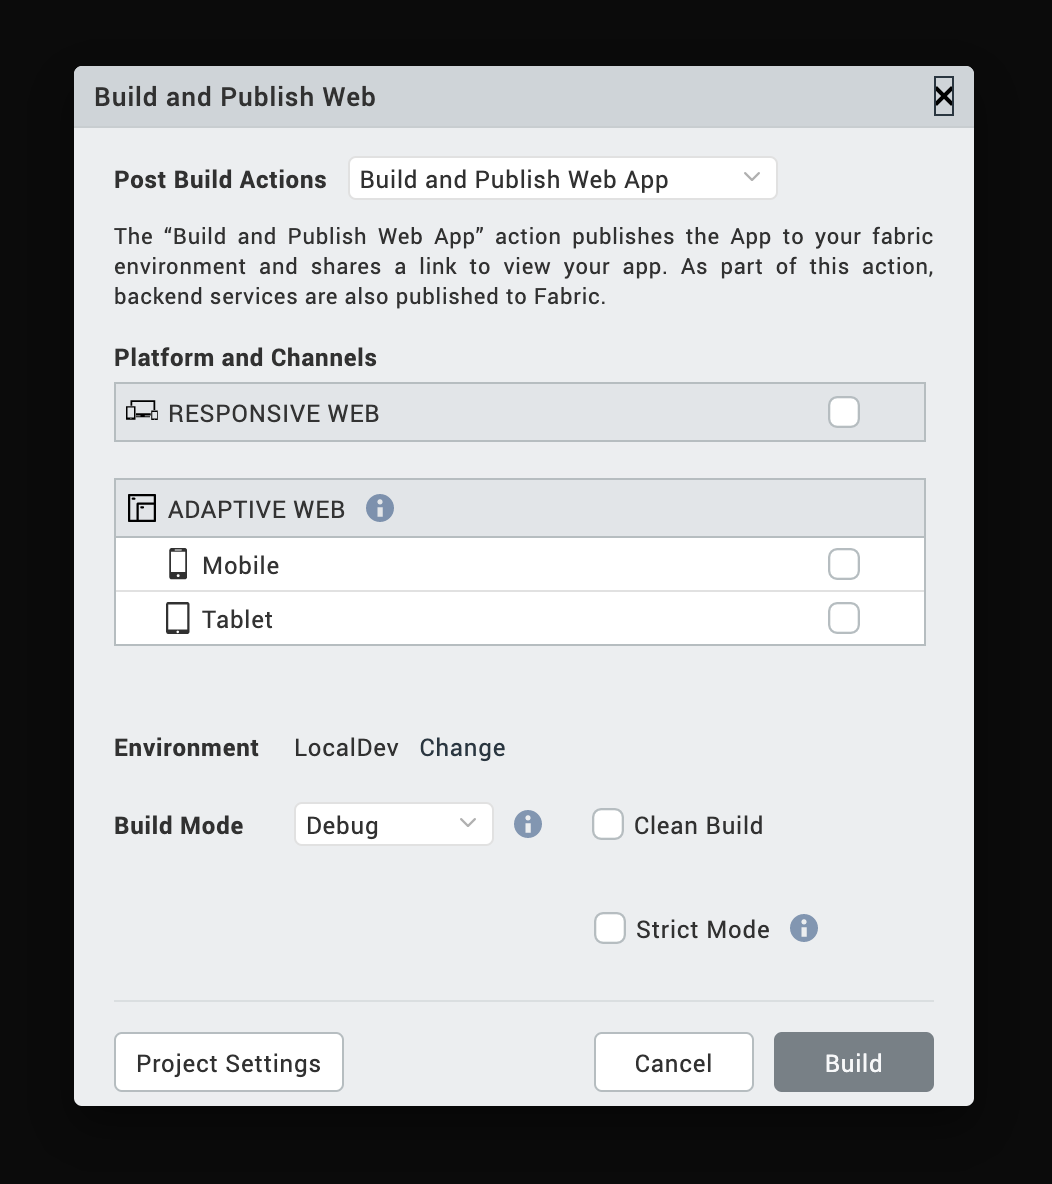 Build and Publish Web
Post Build Actions Build and Publish Web App
The “Build and Publish Web App” action publishes the App to your fabric
environment and shares a link to view your app. As part of this action,
backend services are also published to Fabric.
Platform and Channels
RESPONSIVE WEB
ADAPTIVE WEB
Mobile
Tablet
Environment LocalDev Change
Build Mode Debug Clean Build
Strict Mode
Project Settings Cancel Build